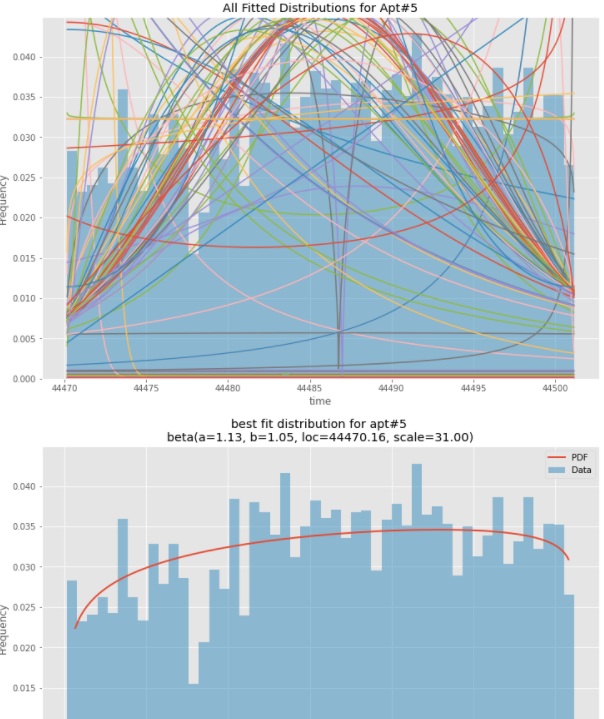 All Fitted Distributions for Apt#5
0.040
0.035
0.030
0.025
0.020
0.015
0.010
0.005
0.000
Frequency
44470 44475 44480 44485 44490 44495 44500
time
best fit distribution for apt#5
beta(a=1.13, b=1.05, loc=44470.16, scale=31.00)
PDF
Data
0.040
0.035
0.030
0.025
0.020
0.015
Frequency